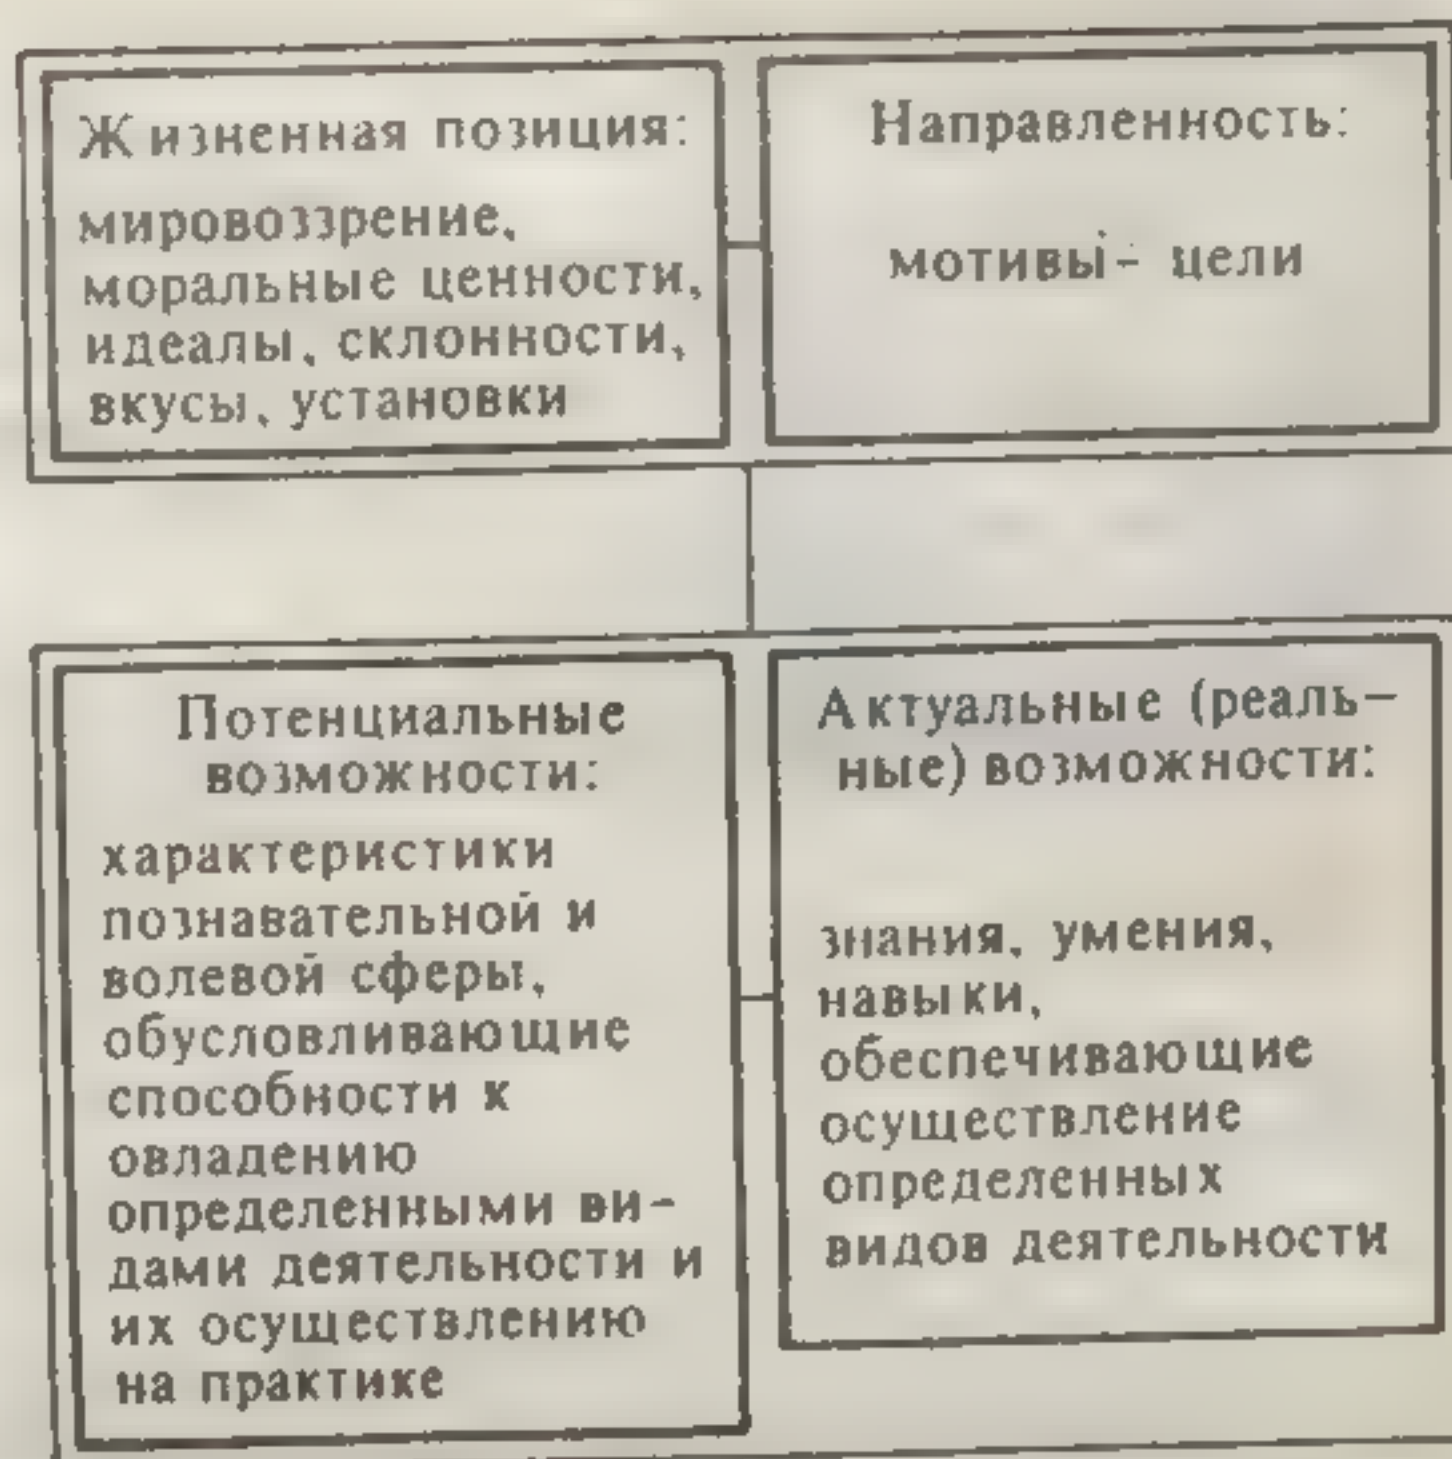 Жизненная позиция:
мировоззрение,
моральные ценности,
идеалы, склонности,
вкусы, установки
Направленность:
мотивы - цели
Потенциальные
возможности:
характеристики
познавательной и
волевой сферы,
обусловливающие
способности к
овладению
определенными ви-
дами деятельности и
их осуществлению
на практике
Актуальные (реаль-
ные) возможности:
знания, умения,
навыки,
обеспечивающие
осуществление
определенных
видов деятельности